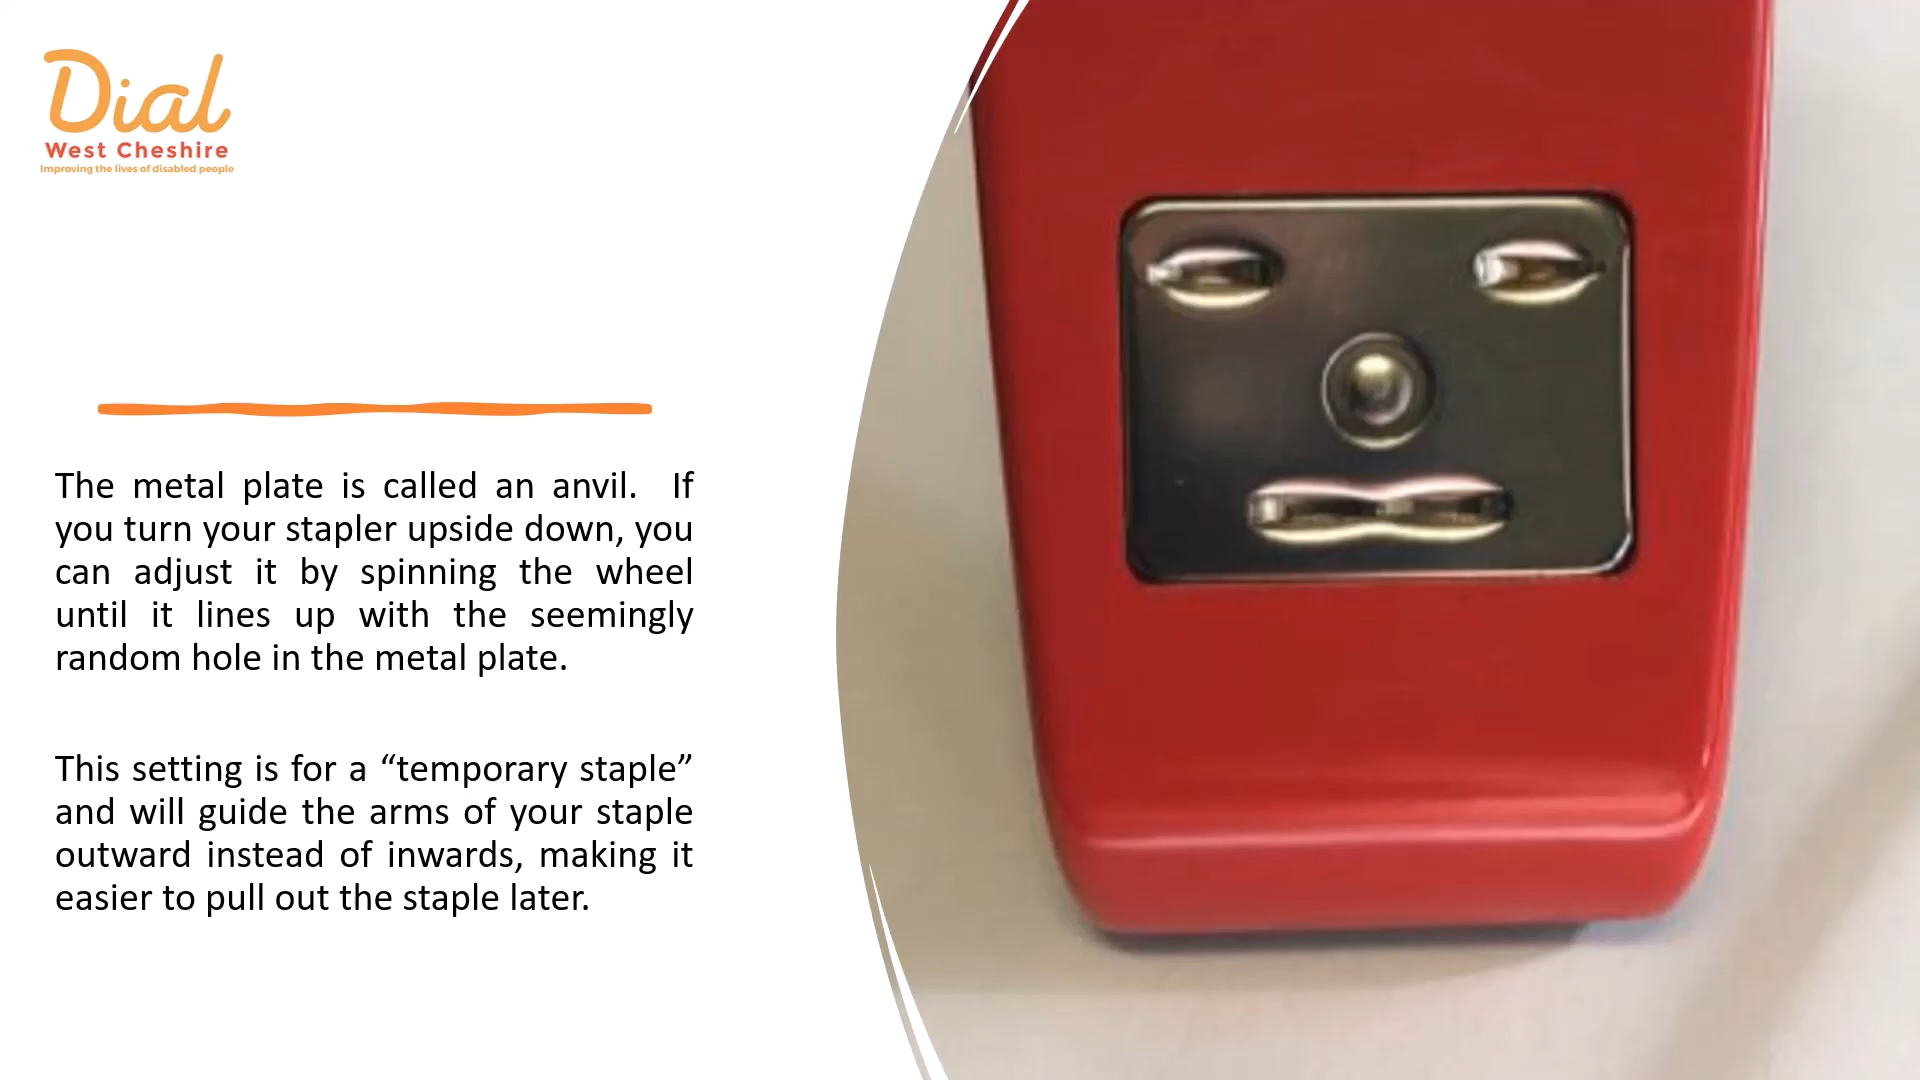 Dial
West Cheshire
Improving the lives of disabled people
The metal plate is called an anvil. If
you turn your stapler upside down, you
can adjust it by spinning the wheel
until it lines up with the seemingly
random hole in the metal plate.
This setting is for a “temporary staple”
and will guide the arms of your staple
outward instead of inwards, making it
easier to pull out the staple later.